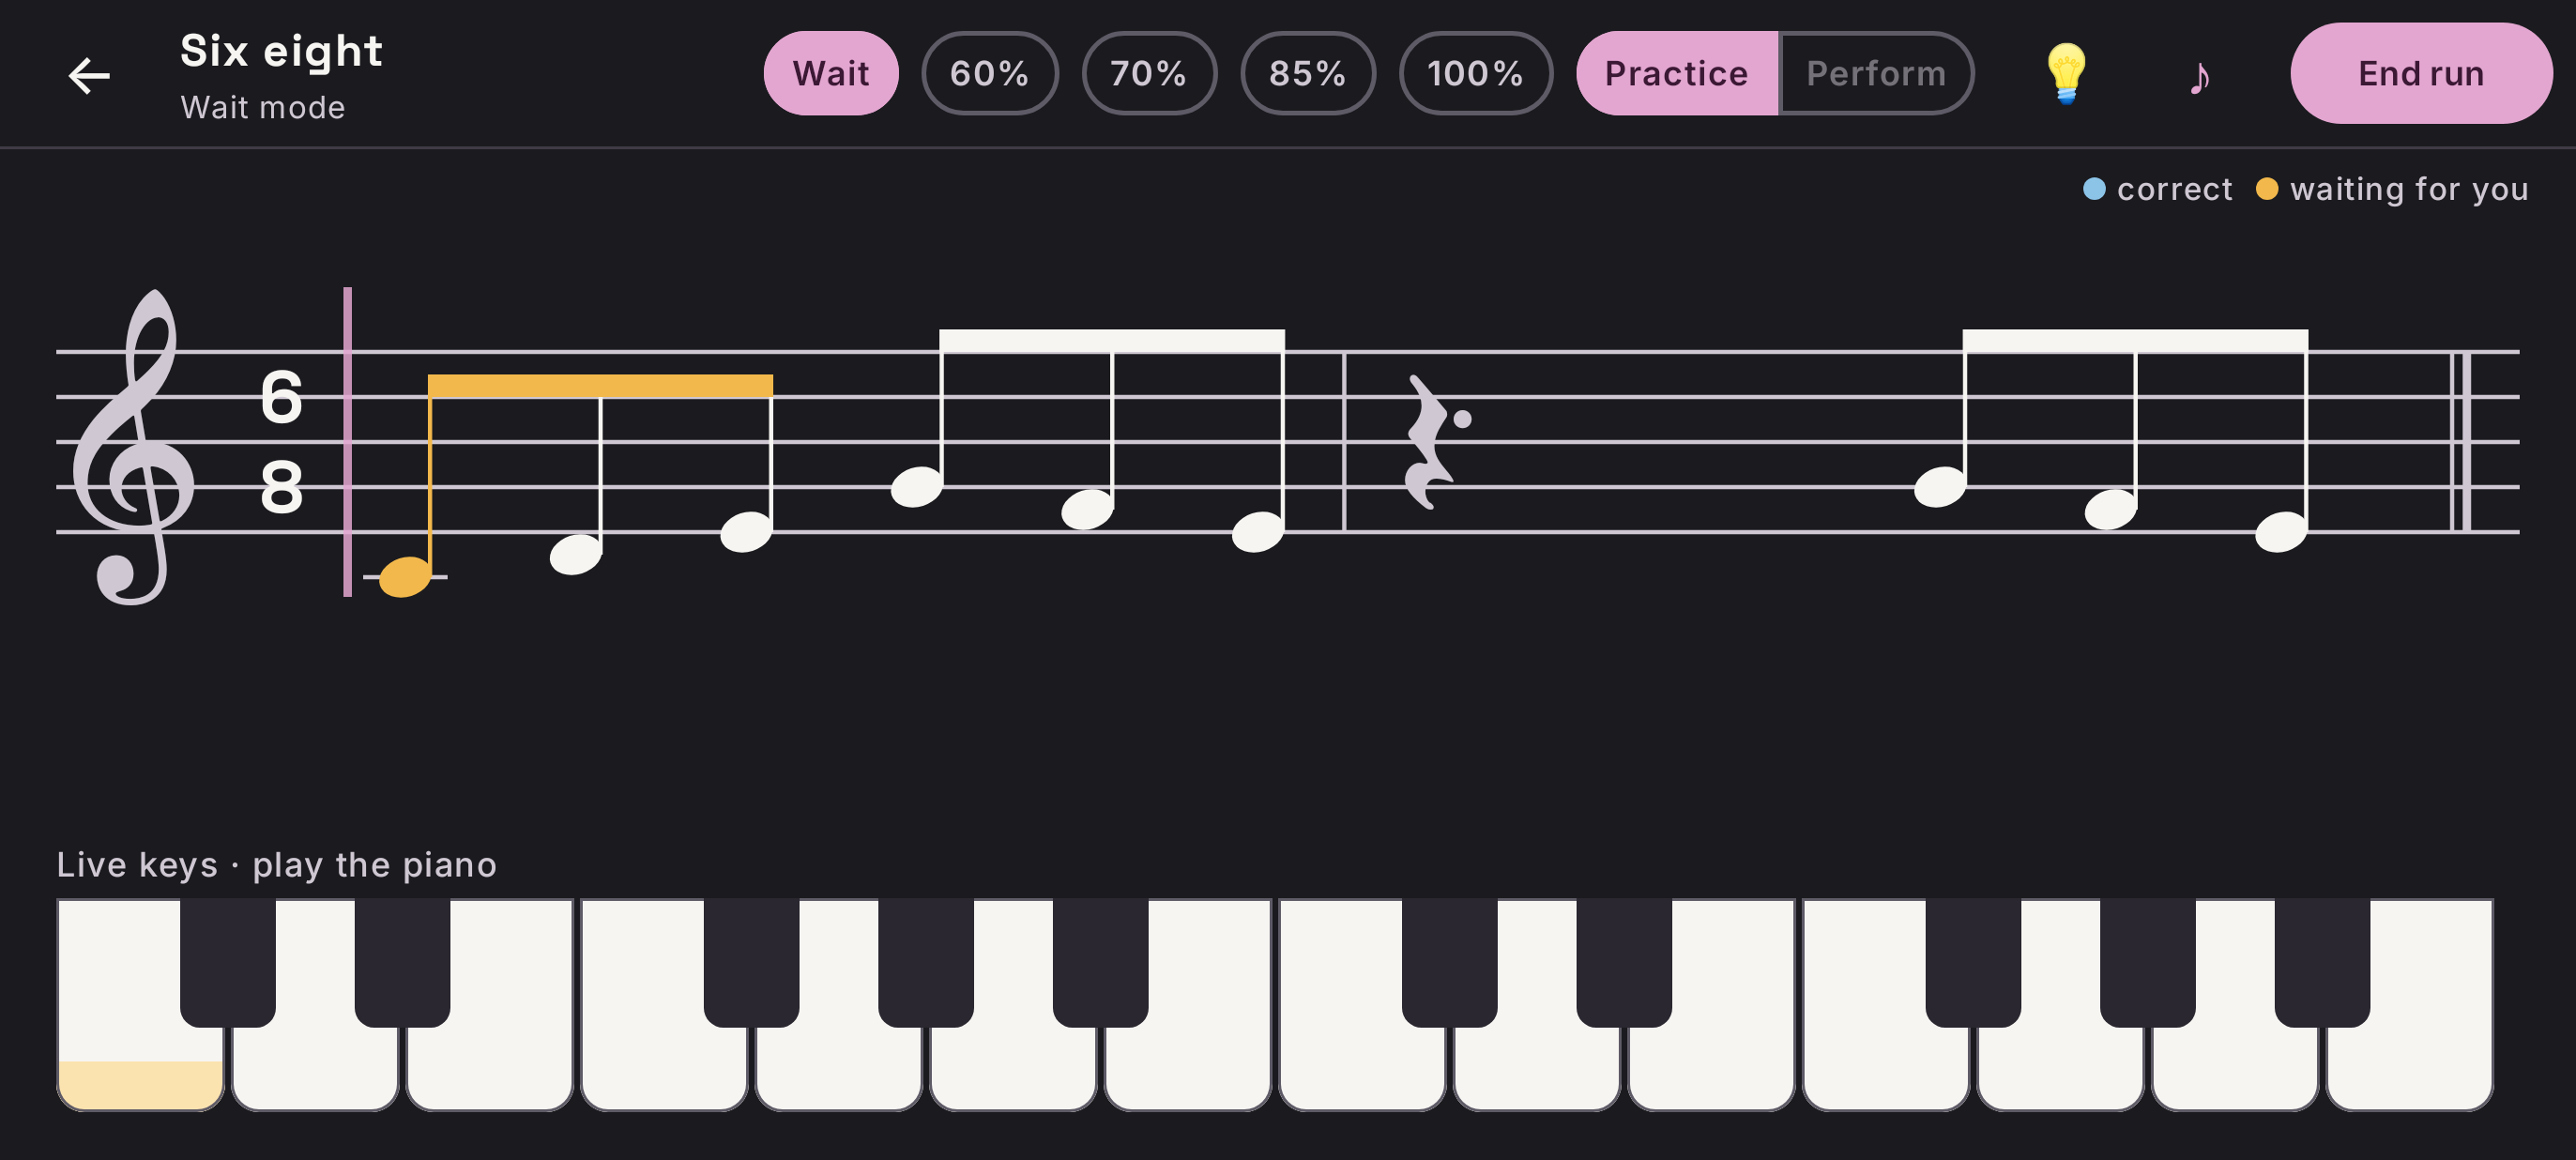 Six eight
Wait mode
Wait 60% 70% 85% 100% Practice Perform End run
correct waiting for you
6
8
Live keys · play the piano